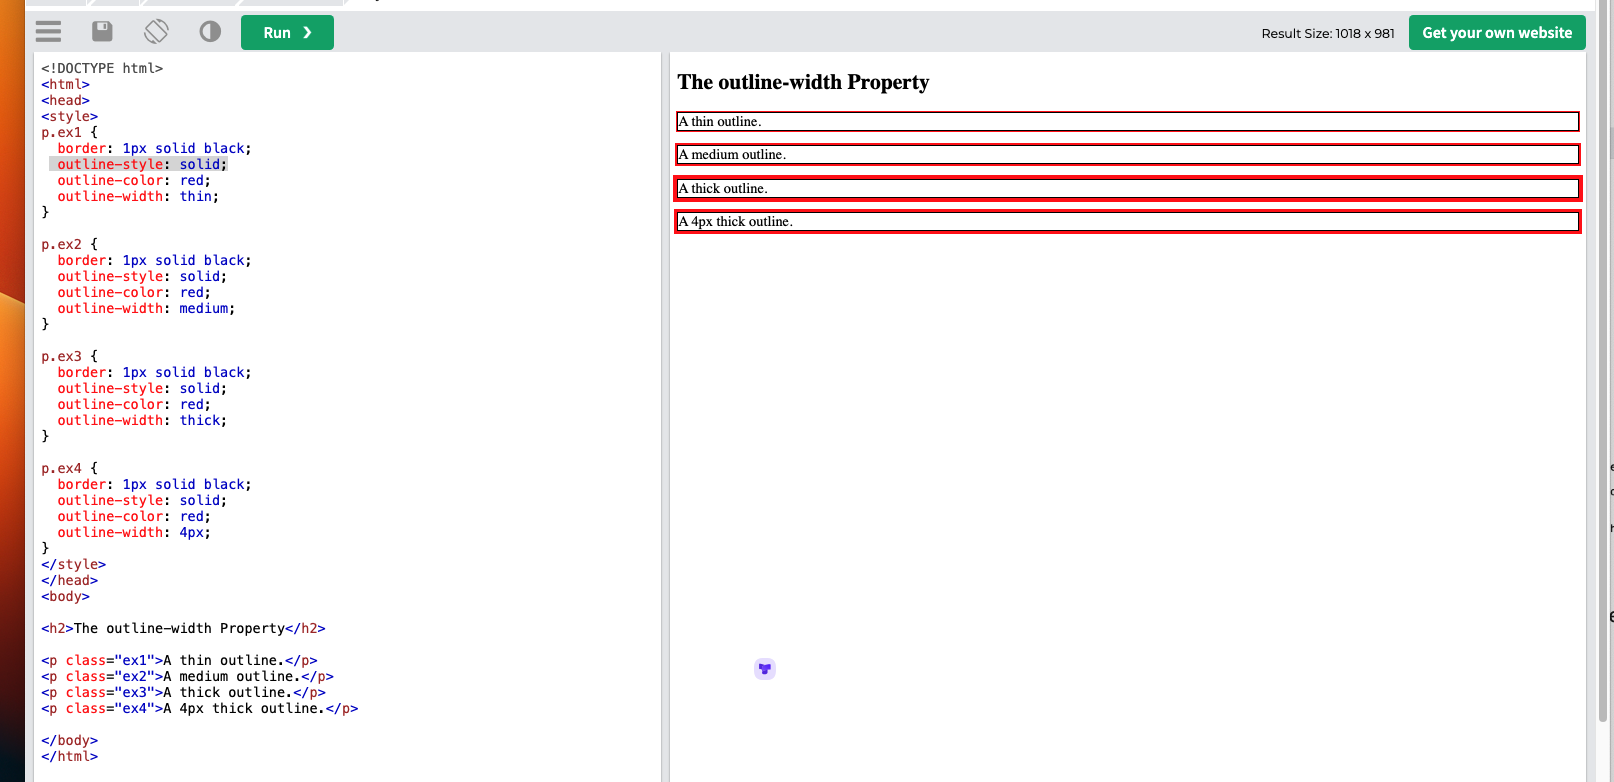 Run ❯
Result Size: 1018 x 981
Get your own website
<!DOCTYPE html>
<html>
<head>
<style>
p.ex1 {
  border: 1px solid black;
  outline-style: solid;
  outline-color: red;
  outline-width: thin;
}

p.ex2 {
  border: 1px solid black;
  outline-style: solid;
  outline-color: red;
  outline-width: medium;
}

p.ex3 {
  border: 1px solid black;
  outline-style: solid;
  outline-color: red;
  outline-width: thick;
}

p.ex4 {
  border: 1px solid black;
  outline-style: solid;
  outline-color: red;
  outline-width: 4px;
}
</style>
</head>
<body>

<h2>The outline-width Property</h2>

<p class="ex1">A thin outline.</p>
<p class="ex2">A medium outline.</p>
<p class="ex3">A thick outline.</p>
<p class="ex4">A 4px thick outline.</p>

</body>
</html>
The outline-width Property
A thin outline.
A medium outline.
A thick outline.
A 4px thick outline.